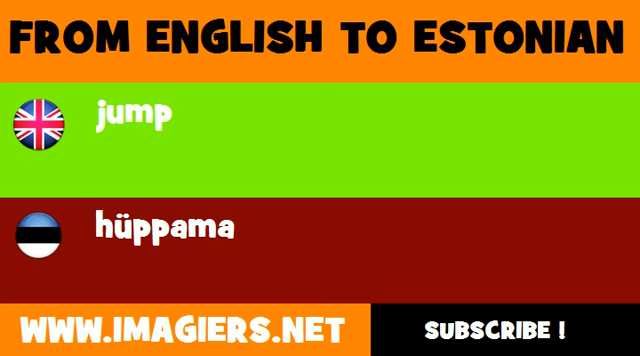 FROM ENGLISH TO ESTONIAN
jump
hüppama
WWW.IMAGIERS.NET
SUBSCRIBE !